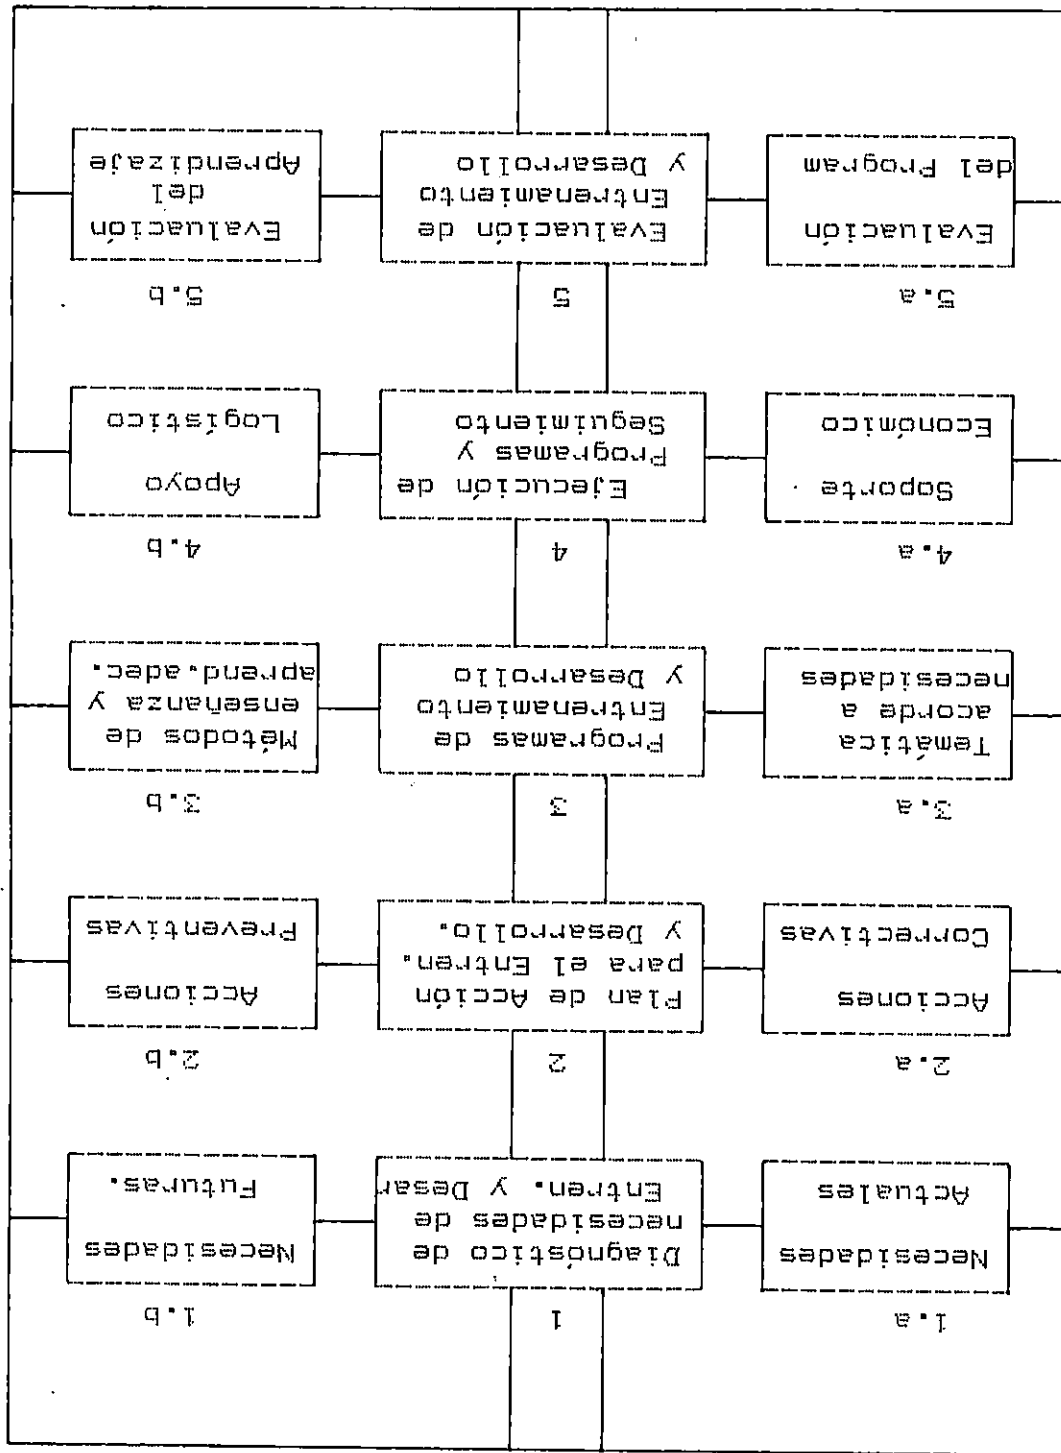 1.a
Necesidades
Actuales
1
Diagnóstico de
necesidades de
Entren. y Desar
1.b
Necesidades
Futuras.
2.a
Acciones
Correctivas
2
Plan de Acción
para el Entren.
y Desarrollo.
2.b
Acciones
Preventivas
3.a
Temática
acorde a
necesidades
3
Programas de
Entrenamiento
y Desarrollo
3.b
Métodos de
enseñanza y
aprend.adec.
4.a
Soporte
Económico
4
Ejecución de
Programas y
Seguimiento
4.b
Apoyo
Logístico
5.a
Evaluación
del Program
5
Evaluación de
Entrenamiento
y Desarrollo
5.b
Evaluación
del
Aprendizaje